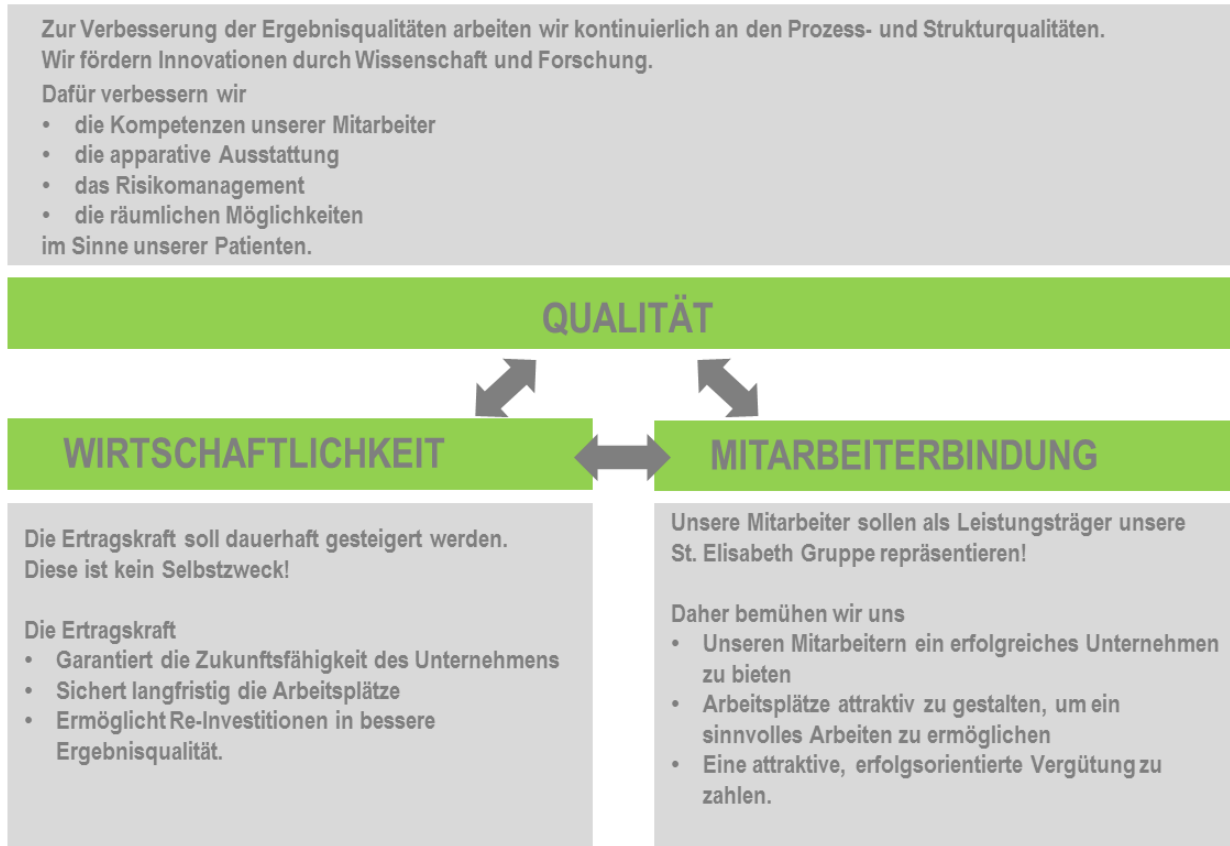 Zur Verbesserung der Ergebnisqualitäten arbeiten wir kontinuierlich an den Prozess- und Strukturqualitäten.
Wir fördern Innovationen durch Wissenschaft und Forschung.
Dafür verbessern wir
• die Kompetenzen unserer Mitarbeiter
• die apparative Ausstattung
• das Risikomanagement
• die räumlichen Möglichkeiten
im Sinne unserer Patienten.
QUALITÄT
WIRTSCHAFTLICHKEIT
Die Ertragskraft soll dauerhaft gesteigert werden.
Diese ist kein Selbstzweck!
Die Ertragskraft
• Garantiert die Zukunftsfähigkeit des Unternehmens
• Sichert langfristig die Arbeitsplätze
• Ermöglicht Re-Investitionen in bessere
Ergebnisqualität.
MITARBEITERBINDUNG
Unsere Mitarbeiter sollen als Leistungsträger unsere
St. Elisabeth Gruppe repräsentieren!
Daher bemühen wir uns
• Unseren Mitarbeitern ein erfolgreiches Unternehmen
zu bieten
• Arbeitsplätze attraktiv zu gestalten, um ein
sinnvolles Arbeiten zu ermöglichen
• Eine attraktive, erfolgsorientierte Vergütung zu
zahlen.